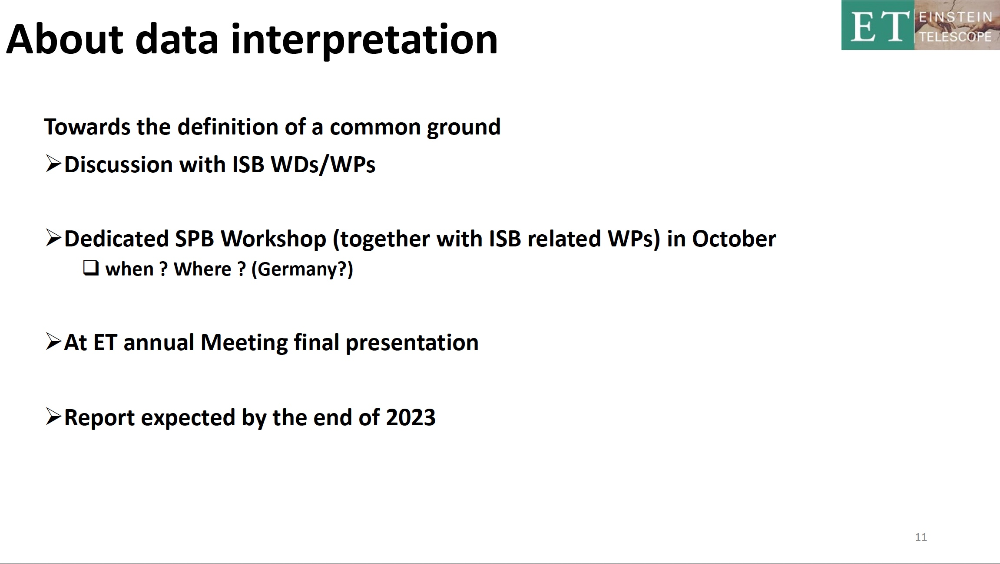 About data interpretation
ET EINSTEIN
TELESCOPE
Towards the definition of a common ground
➢Discussion with ISB WDs/WPs
➢Dedicated SPB Workshop (together with ISB related WPs) in October
❑ when ? Where ? (Germany?)
➢At ET annual Meeting final presentation
➢Report expected by the end of 2023
11